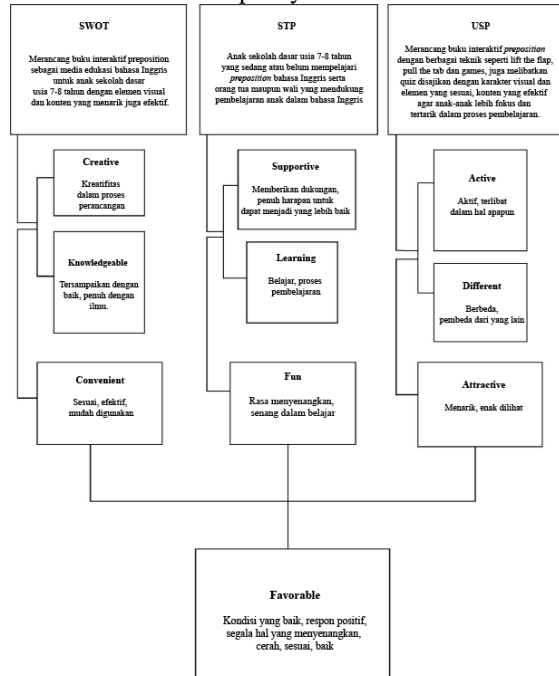 SWOT
Merancang buku interaktif preposition
sebagai media edukasi bahasa Inggris
untuk anak sekolah dasar
usia 7-8 tahun dengan elemen visual
dan konten yang menarik juga efektif.
STP
Anak sekolah dasar usia 7-8 tahun
yang sedang atau belum mempelajari
preposition bahasa Inggris serta
orang tua maupun wali yang mendukung
pembelajaran anak dalam bahasa Inggris
USP
Merancang buku interaktif preposition
dengan berbagai teknik seperti lift the flap,
pull the tab dan games, juga melibatkan
quiz disajikan dengan karakter visual dan
elemen yang sesuai, konten yang efektif
agar anak-anak lebih fokus dan
tertarik dalam proses pembelajaran.
Creative
Kreatifitas
dalam proses
perancangan
Knowledgeable
Tersampaikan dengan
baik, penuh dengan
ilmu.
Convenient
Sesuai, efektif,
mudah digunakan
Supportive
Memberikan dukungan,
penuh harapan untuk
dapat menjadi yang lebih baik
Learning
Belajar, proses
pembelajaran
Fun
Rasa menyenangkan,
senang dalam belajar
Active
Aktif, terlibat
dalam hal apapun
Different
Berbeda,
pembeda dari yang lain
Attractive
Menarik, enak dilihat
Favorable
Kondisi yang baik, respon positif,
segala hal yang menyenangkan,
cerah, sesuai, baik